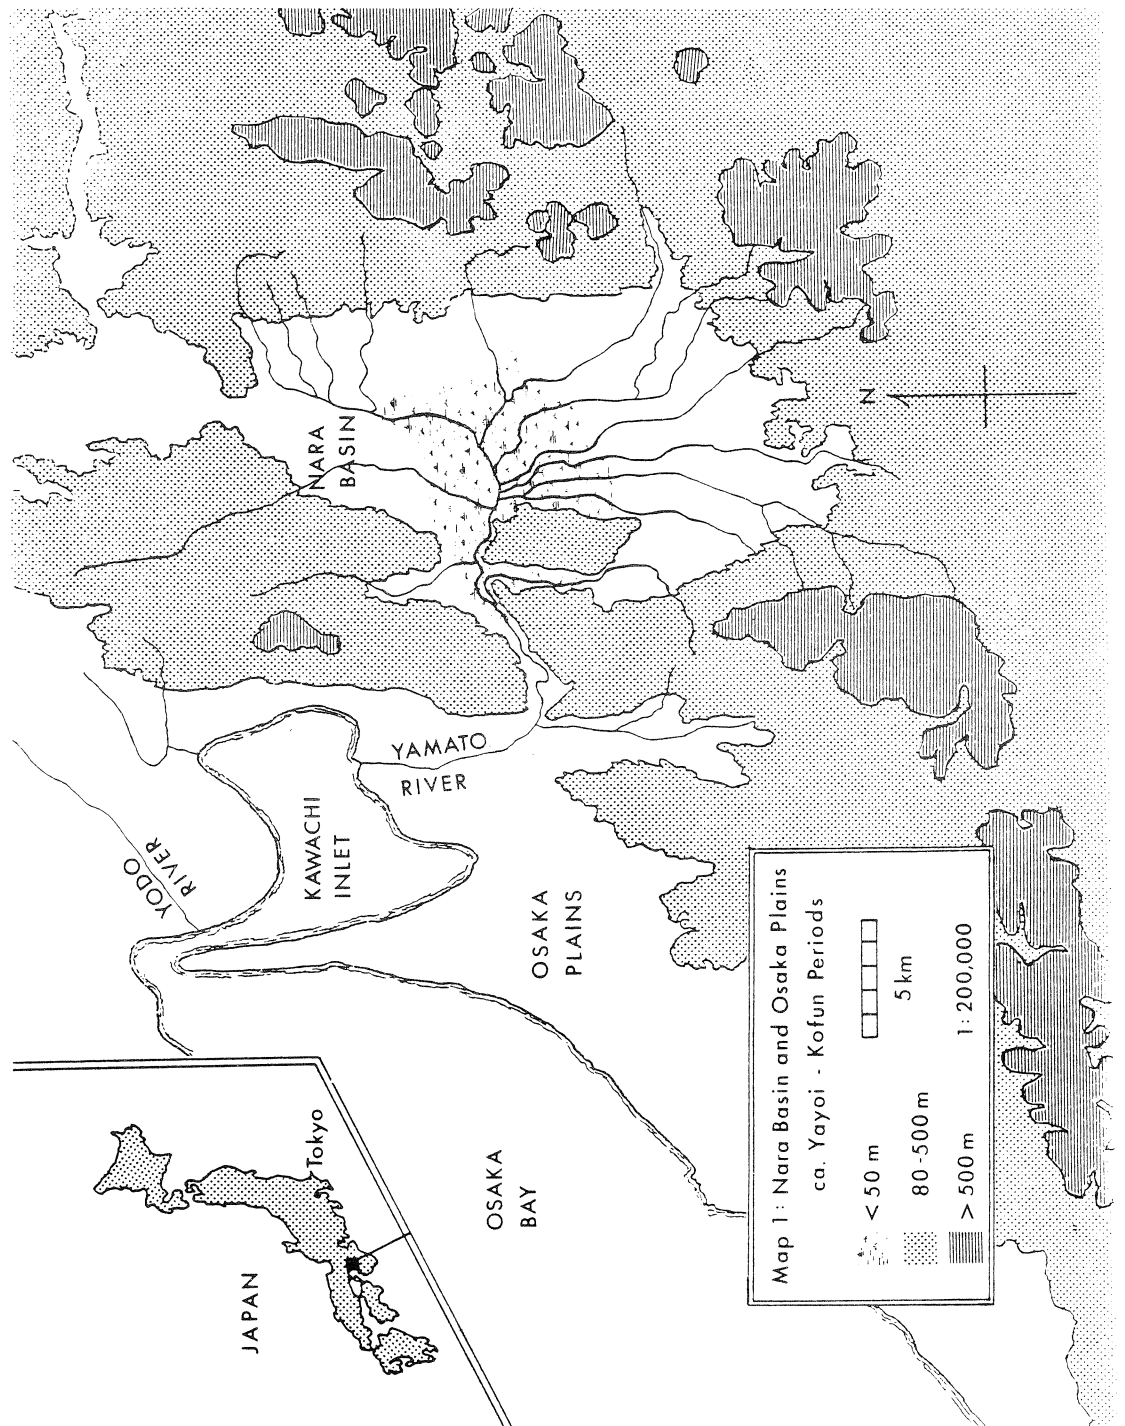 JAPAN
Tokyo
OSAKA
BAY
YODO
RIVER
KAWACHI
INLET
YAMATO
RIVER
OSAKA
PLAINS
NARA
BASIN
N
Map 1: Nara Basin and Osaka Plains
ca. Yayoi - Kofun Periods
< 50 m
80-500 m
> 500 m
5 km
1:200,000